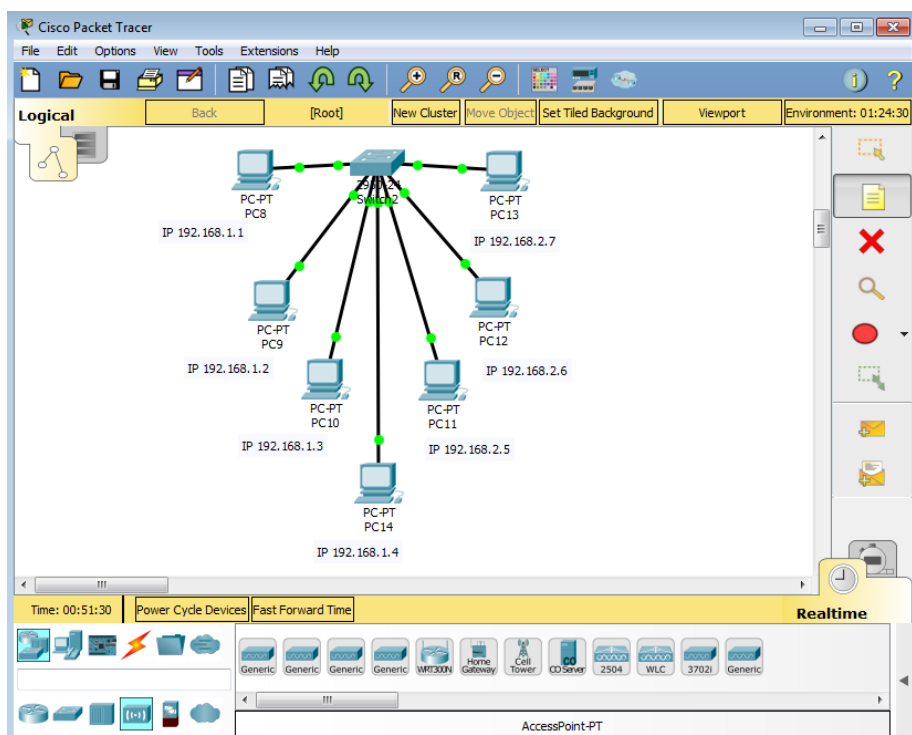 Cisco Packet Tracer
File Edit Options View Tools Extensions Help
Logical Back [Root] New Cluster Move Object Set Tiled Background Viewport Environment: 01:24:30
PC-PT
PC8
IP 192.168.1.1
2950-24
Switch2
PC-PT
PC13
IP 192.168.2.7
PC-PT
PC9
IP 192.168.1.2
PC-PT
PC12
IP 192.168.2.6
PC-PT
PC10
IP 192.168.1.3
PC-PT
PC11
IP 192.168.2.5
PC-PT
PC14
IP 192.168.1.4
Time: 00:51:30 Power Cycle Devices Fast Forward Time Realtime
Generic Generic Generic Generic WRT300N Home Gateway Cell Tower CO Server 2504 WLC 3702i Generic
AccessPoint-PT